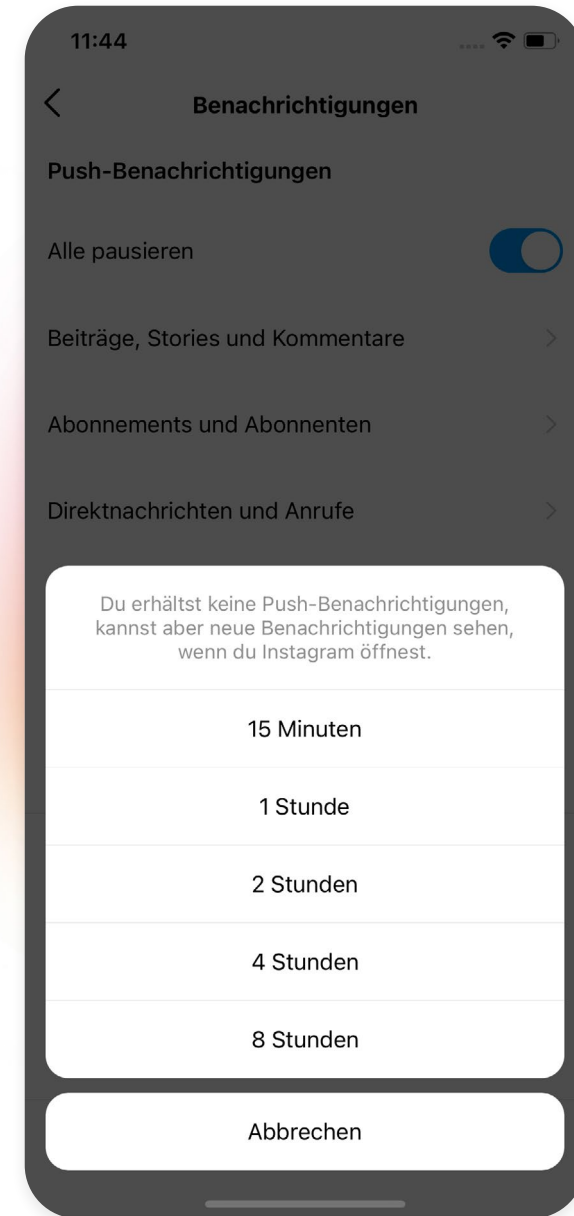 11:44
Benachrichtigungen
Push-Benachrichtigungen
Alle pausieren
Beiträge, Stories und Kommentare
Abonnements und Abonnenten
Direktnachrichten und Anrufe
Du erhältst keine Push-Benachrichtigungen,
kannst aber neue Benachrichtigungen sehen,
wenn du Instagram öffnest.
15 Minuten
1 Stunde
2 Stunden
4 Stunden
8 Stunden
Abbrechen